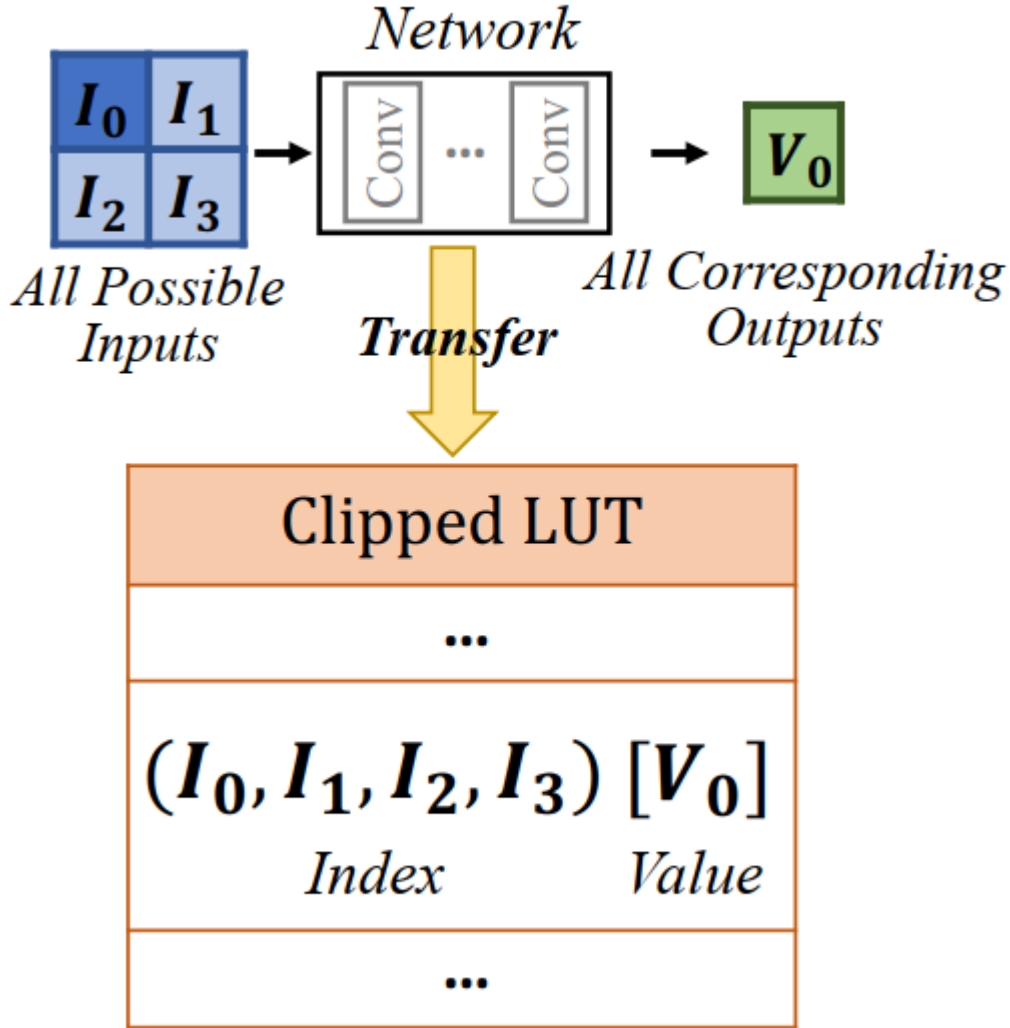 Network
I₀ I₁
Conv ... Conv
V₀
I₂ I₃
All Possible
Inputs
All Corresponding
Outputs
Transfer
Clipped LUT
...
(I₀, I₁, I₂, I₃) [V₀]
Index Value
...